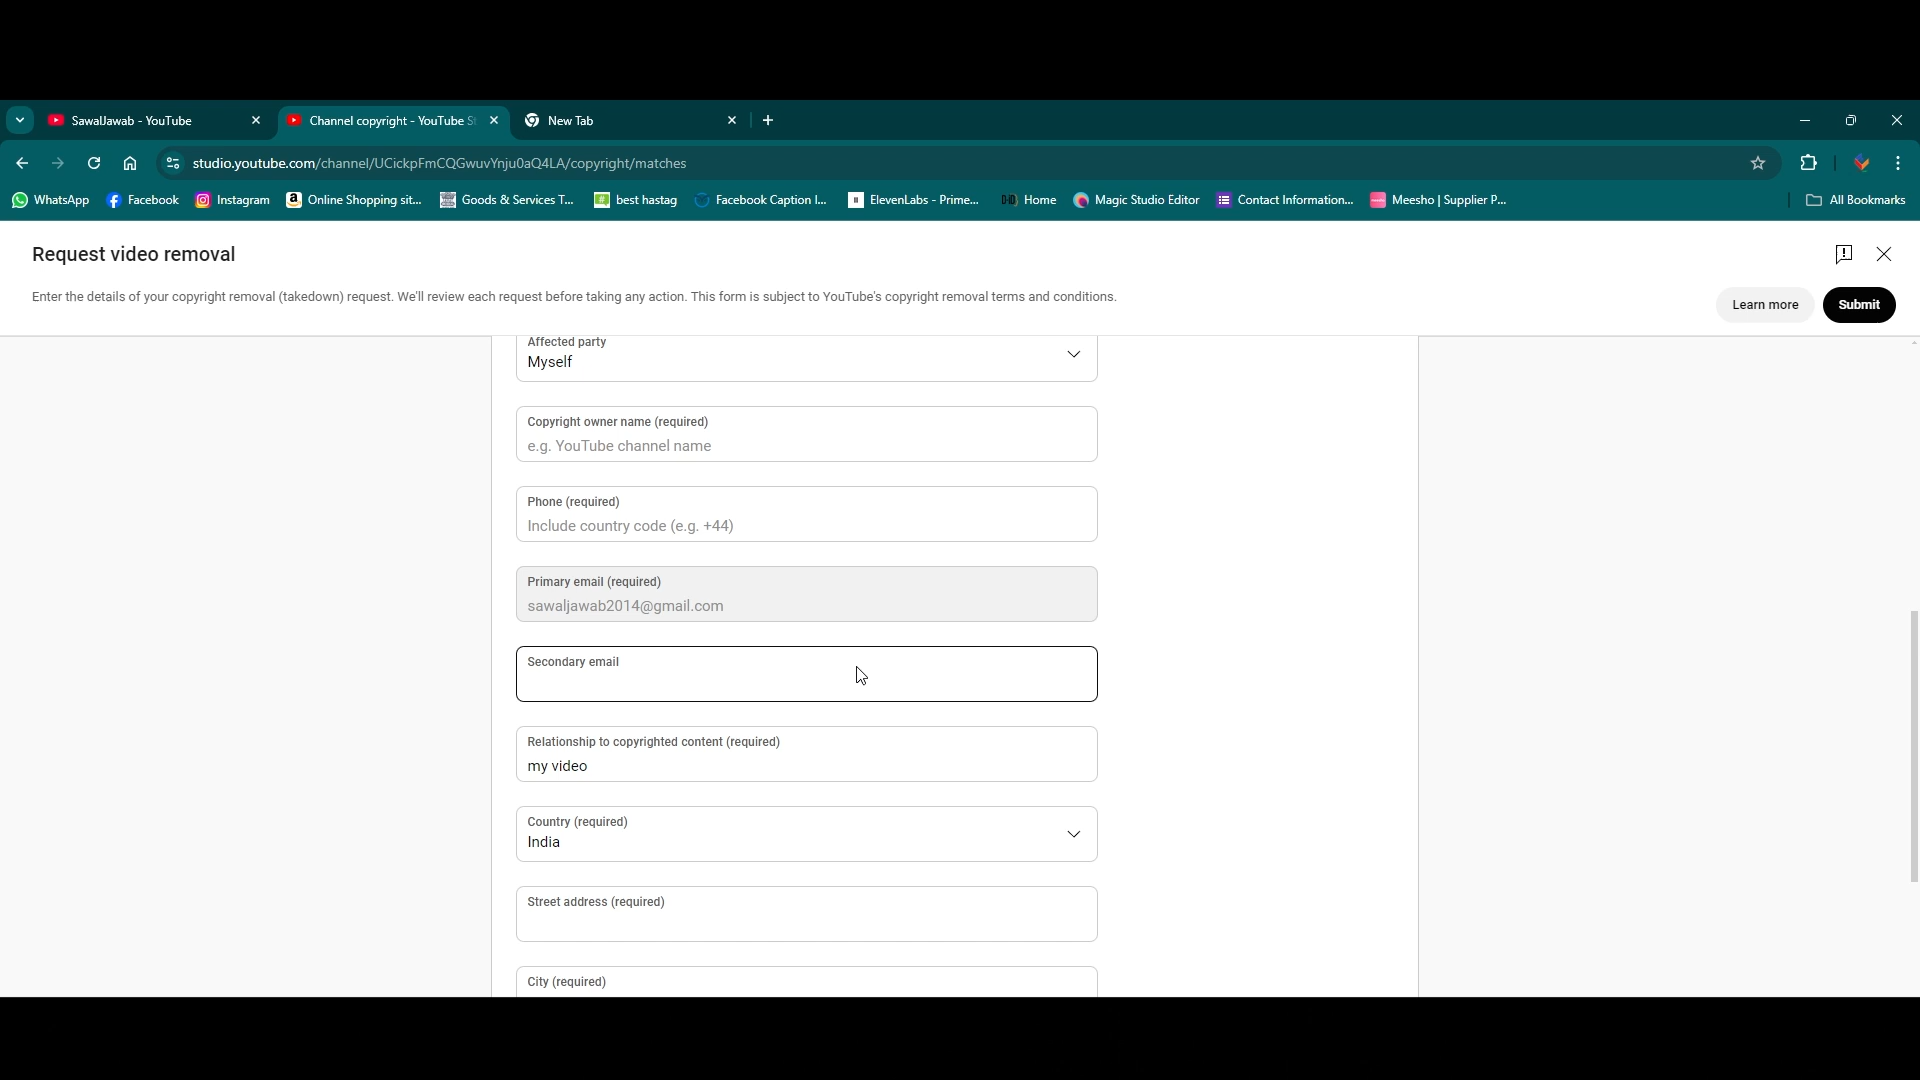 SawalJawab - YouTube
Channel copyright - YouTube S
New Tab
studio.youtube.com/channel/UCickpFmCQGwuvYnju0aQ4LA/copyright/matches
WhatsApp
Facebook
Instagram
Online Shopping sit...
Goods & Services T...
best hastag
Facebook Caption I...
ElevenLabs - Prime...
Home
Magic Studio Editor
Contact Information...
Meesho | Supplier P...
All Bookmarks
Request video removal
Enter the details of your copyright removal (takedown) request. We'll review each request before taking any action. This form is subject to YouTube's copyright removal terms and conditions.
Learn more
Submit
Affected party
Myself
Copyright owner name (required)
e.g. YouTube channel name
Phone (required)
Include country code (e.g. +44)
Primary email (required)
sawaljawab2014@gmail.com
Secondary email
Relationship to copyrighted content (required)
my video
Country (required)
India
Street address (required)
City (required)